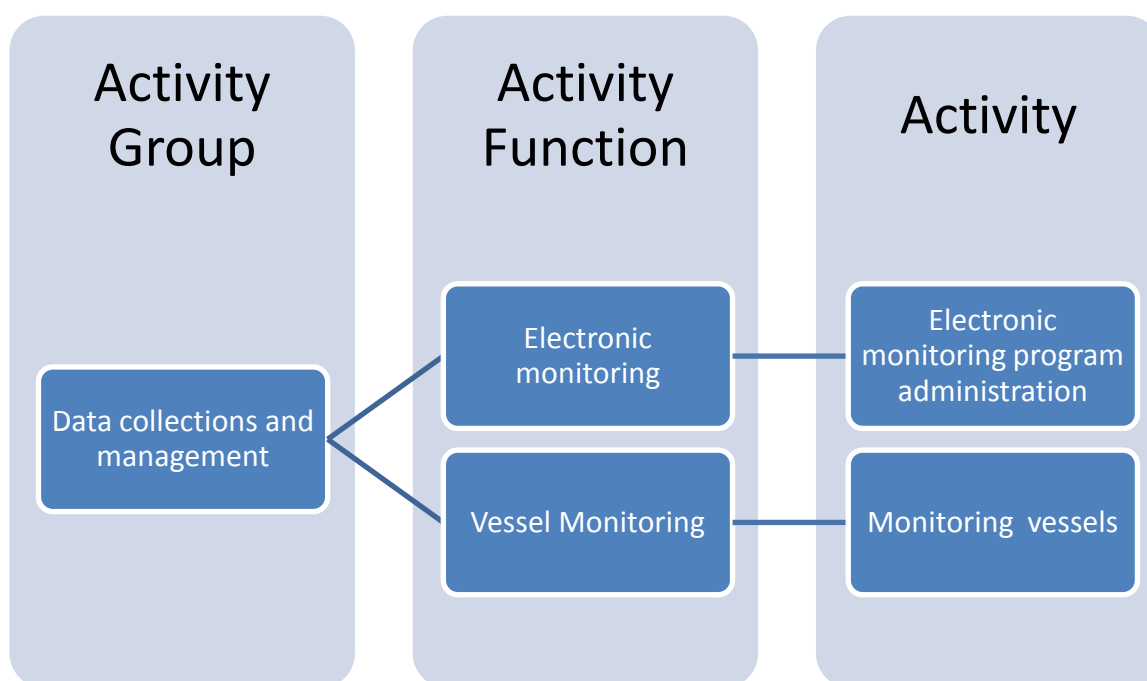 Activity
Group
Activity
Function
Activity
Data collections and
management
Electronic
monitoring
Vessel Monitoring
Electronic
monitoring program
administration
Monitoring  vessels